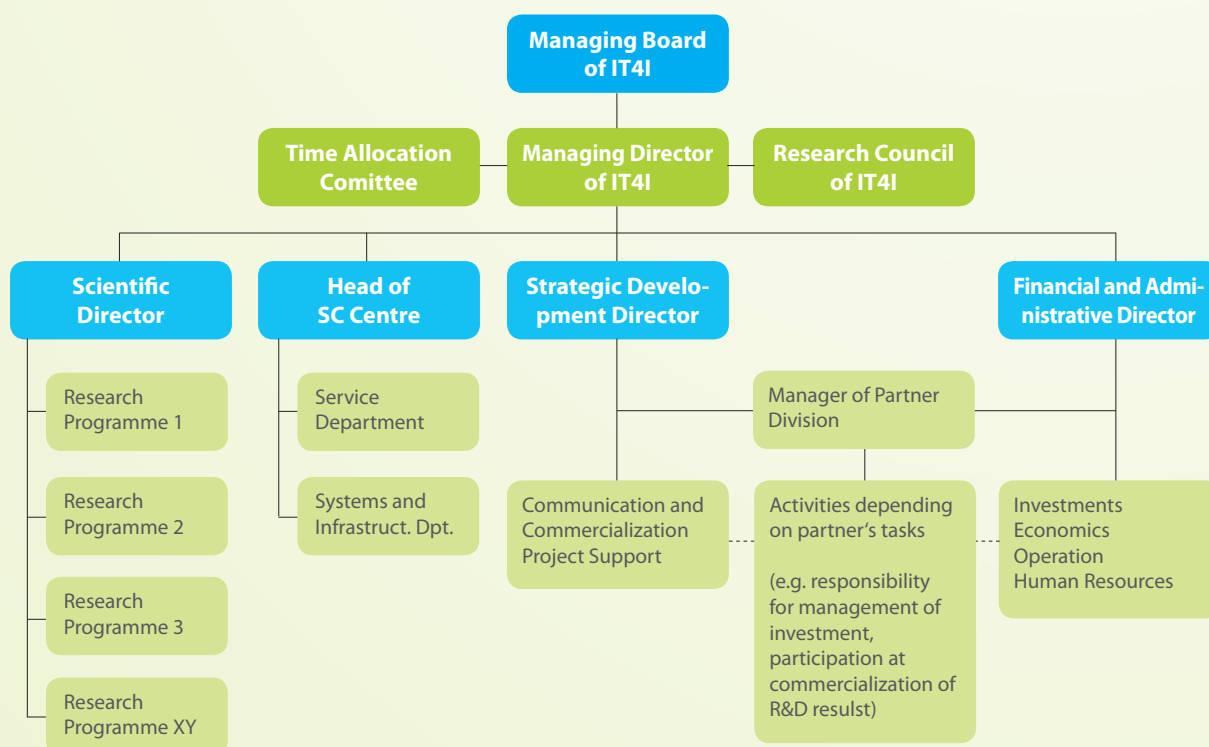 Managing Board
of IT4I
Time Allocation
Comittee
Managing Director
of IT4I
Research Council
of IT4I
Scientific
Director
Head of
SC Centre
Strategic Develo-
pment Director
Financial and Admi-
nistrative Director
Research
Programme 1
Research
Programme 2
Research
Programme 3
Research
Programme XY
Service
Department
Systems and
Infrastruct. Dpt.
Manager of Partner
Division
Communication and
Commercialization
Project Support
Activities depending
on partner‘s tasks
(e.g. responsibility
for management of
investment,
participation at
commercialization of
R&D resulst)
Investments
Economics
Operation
Human Resources